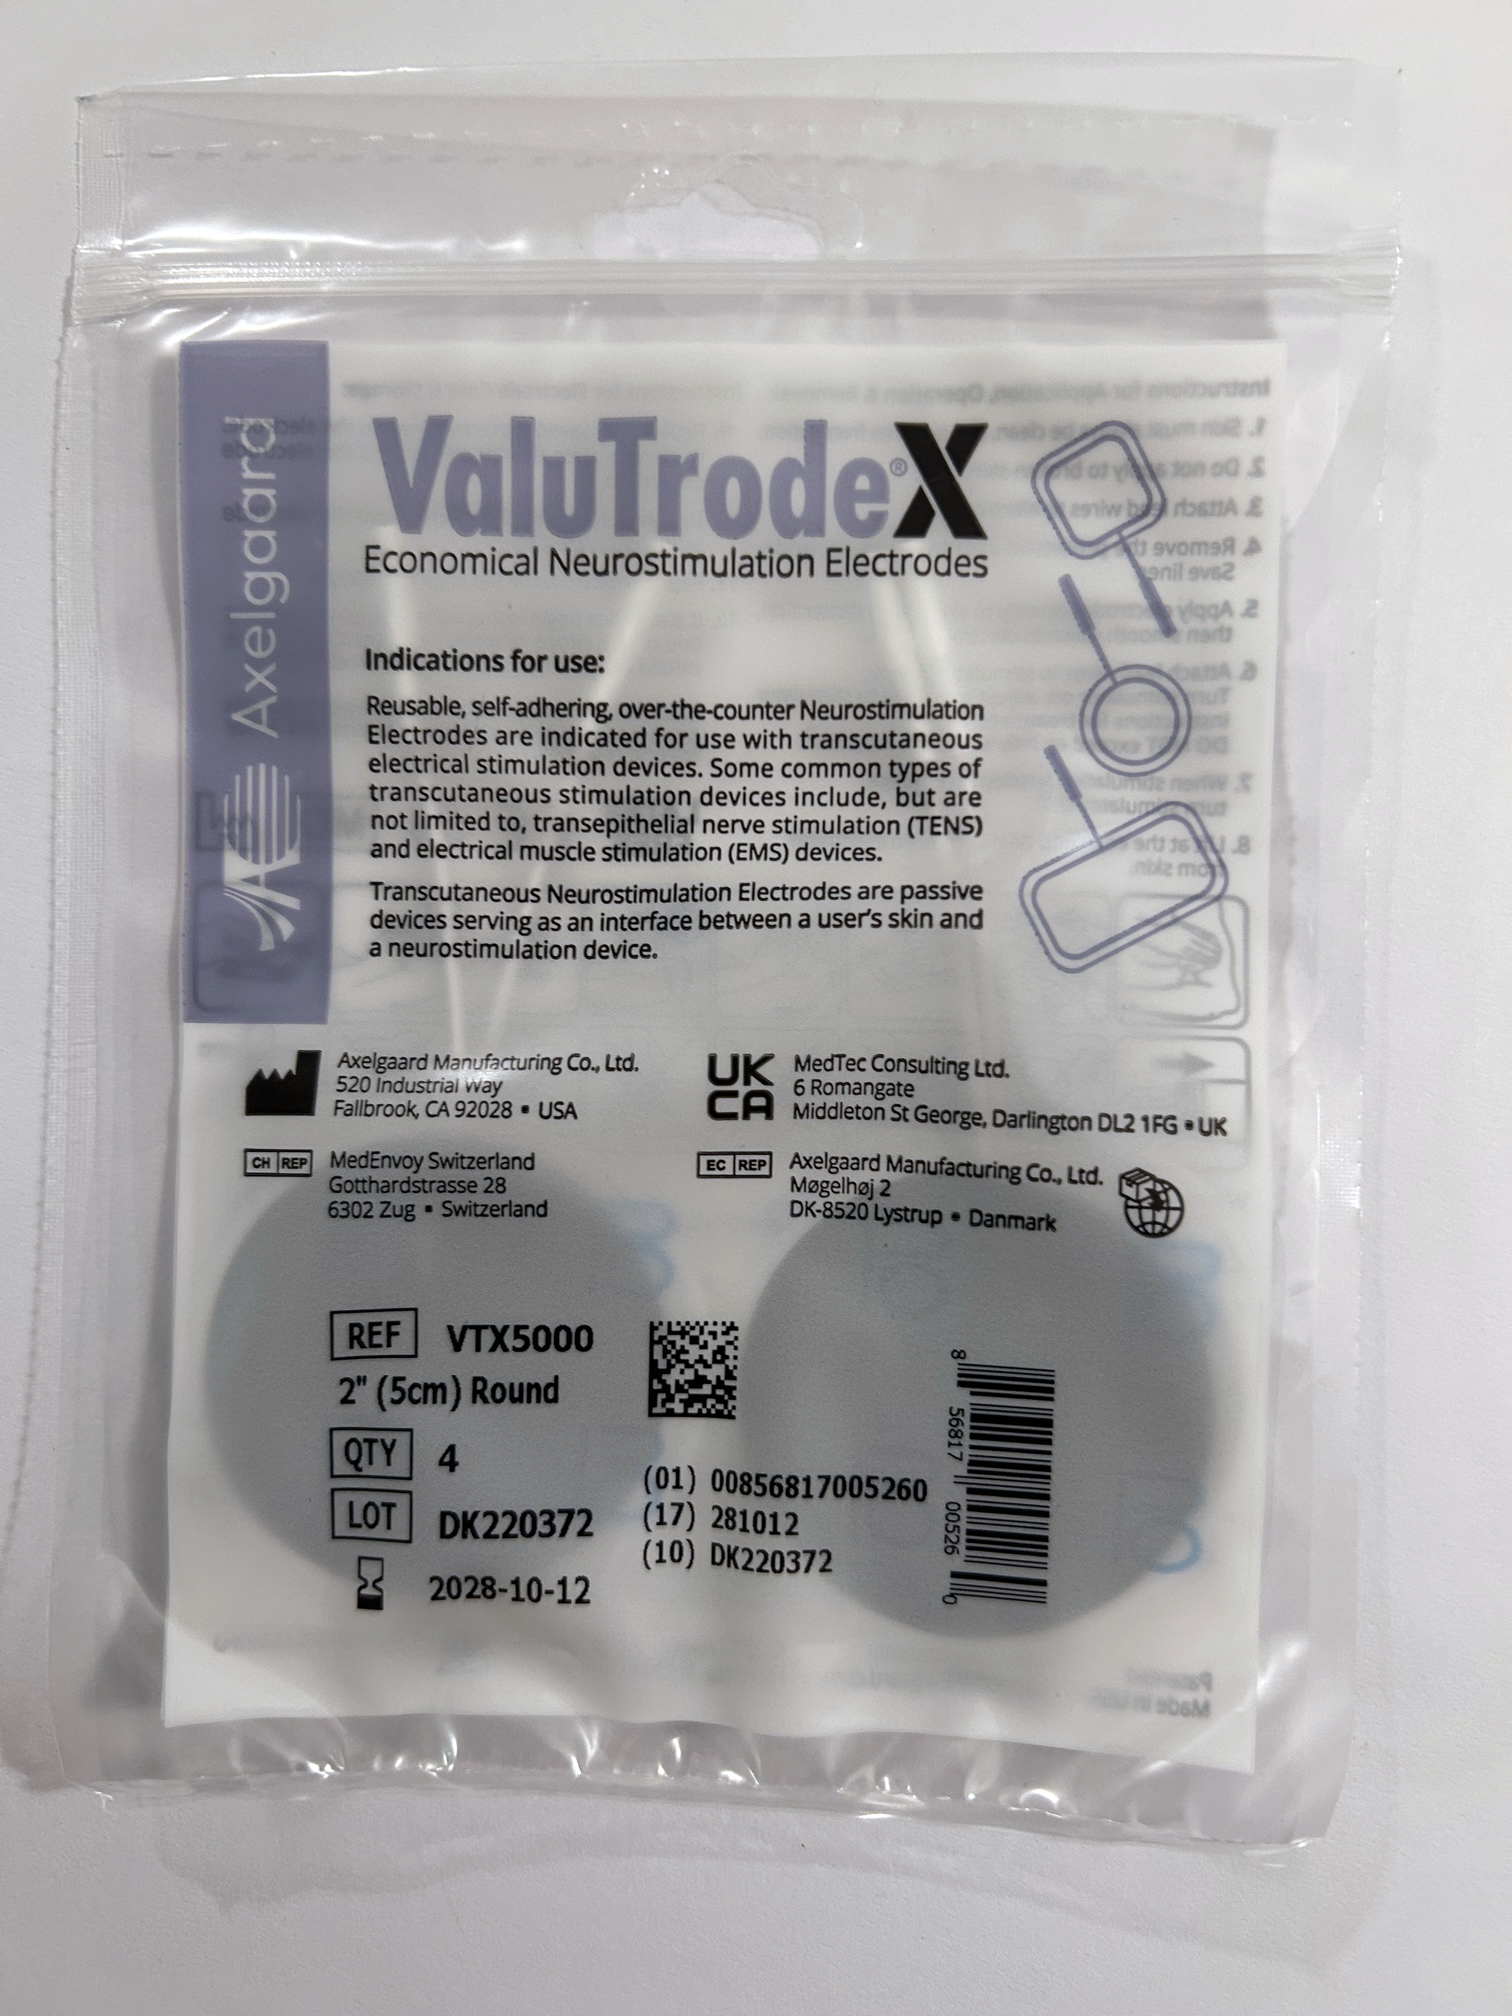 Axelgaard
ValuTrode®X
Economical Neurostimulation Electrodes
Indications for use:
Reusable, self-adhering, over-the-counter Neurostimulation
Electrodes are indicated for use with transcutaneous
electrical stimulation devices. Some common types of
transcutaneous stimulation devices include, but are
not limited to, transepithelial nerve stimulation (TENS)
and electrical muscle stimulation (EMS) devices.
Transcutaneous Neurostimulation Electrodes are passive
devices serving as an interface between a user's skin and
a neurostimulation device.
Axelgaard Manufacturing Co., Ltd.
520 Industrial Way
Fallbrook, CA 92028 ▪ USA
UK
CA
MedTec Consulting Ltd.
6 Romangate
Middleton St George, Darlington DL2 1FG ▪ UK
CH REP
MedEnvoy Switzerland
Gotthardstrasse 28
6302 Zug ▪ Switzerland
EC REP
Axelgaard Manufacturing Co., Ltd.
Møgelhøj 2
DK-8520 Lystrup ▪ Danmark
REF VTX5000
2" (5cm) Round
QTY 4
LOT DK220372
2028-10-12
(01) 00856817005260
(17) 281012
(10) DK220372
8 56817 00526 0